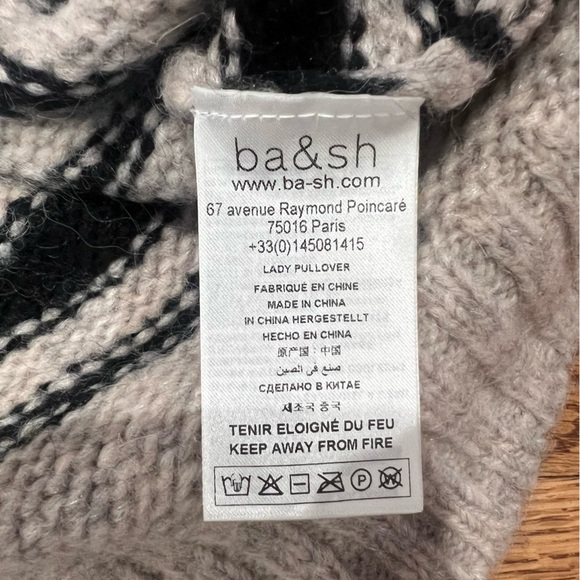 ba&sh
www.ba-sh.com
67 avenue Raymond Poincaré
75016 Paris
+33(0)145081415
LADY PULLOVER
FABRIQUÉ EN CHINE
MADE IN CHINA
IN CHINA HERGESTELLT
HECHO EN CHINA
原产国：中国
صنع في الصين
СДЕЛАНО В КИТАЕ
세조국 중국
TENIR ELOIGNÉ DU FEU
KEEP AWAY FROM FIRE
P W